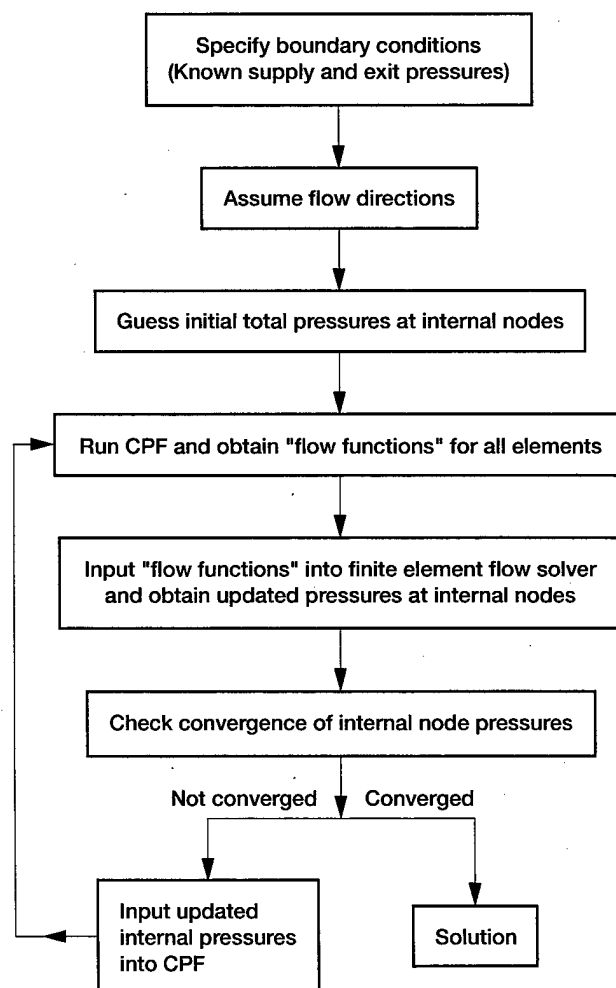 Specify boundary conditions
(Known supply and exit pressures)
Assume flow directions
Guess initial total pressures at internal nodes
Run CPF and obtain "flow functions" for all elements
Input "flow functions" into finite element flow solver
and obtain updated pressures at internal nodes
Check convergence of internal node pressures
Not converged
Converged
Input updated
internal pressures
into CPF
Solution